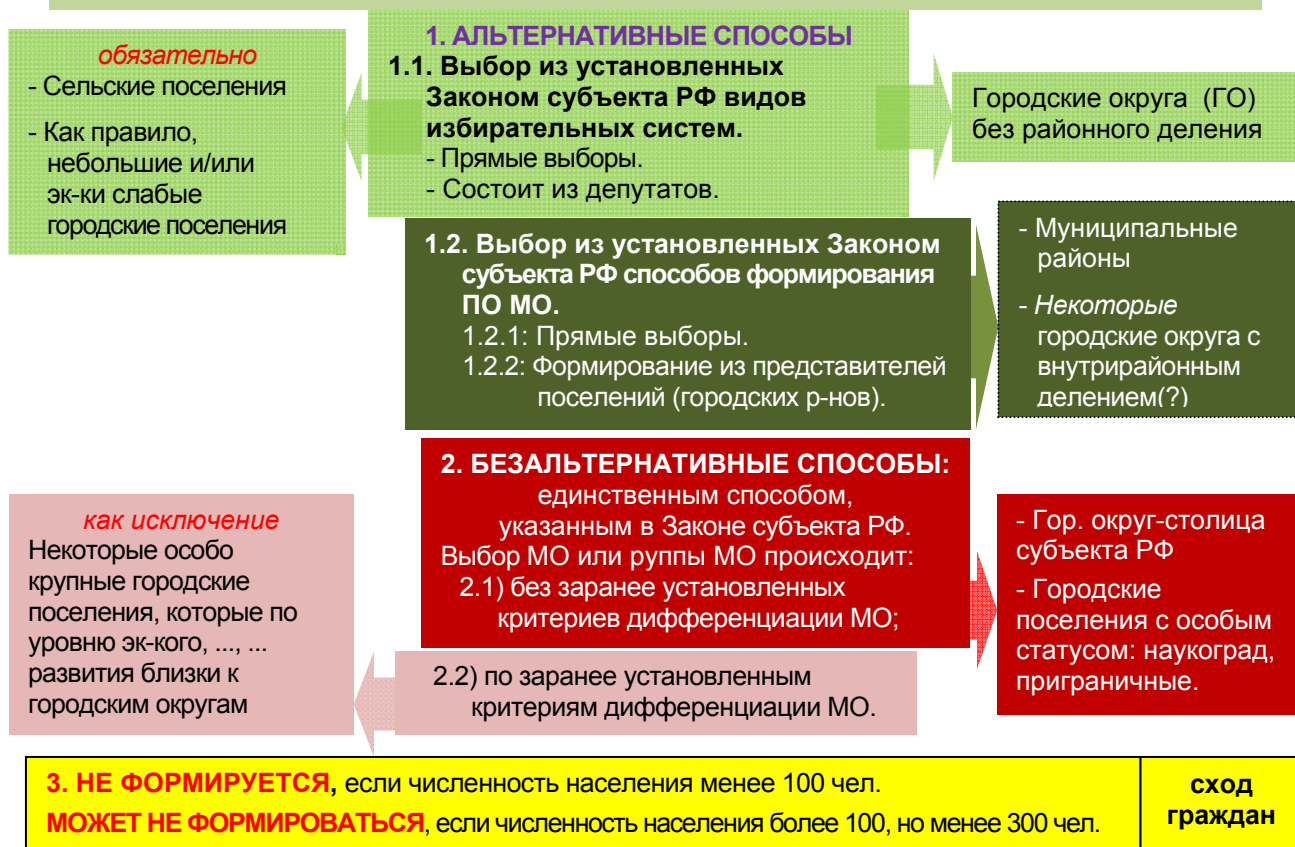 обязательно
- Сельские поселения
- Как правило,
небольшие и/или
эк-ки слабые
городские поселения
1. АЛЬТЕРНАТИВНЫЕ СПОСОБЫ
1.1. Выбор из установленных
Законом субъекта РФ видов
избирательных систем.
- Прямые выборы.
- Состоит из депутатов.
Городские округа (ГО)
без районного деления
1.2. Выбор из установленных Законом
субъекта РФ способов формирования
ПО МО.
1.2.1: Прямые выборы.
1.2.2: Формирование из представителей
поселений (городских р-нов).
- Муниципальные
районы
- Некоторые
городские округа с
внутрирайонным
делением(?)
2. БЕЗАЛЬТЕРНАТИВНЫЕ СПОСОБЫ:
единственным способом,
указанным в Законе субъекта РФ.
Выбор МО или руппы МО происходит:
2.1) без заранее установленных
критериев дифференциации МО;
- Гор. округ-столица
субъекта РФ
- Городские
поселения с особым
статусом: наукоград,
приграничные.
как исключение
Некоторые особо
крупные городские
поселения, которые по
уровню эк-кого, ..., ...
развития близки к
городским округам
2.2) по заранее установленным
критериям дифференциации МО.
3. НЕ ФОРМИРУЕТСЯ, если численность населения менее 100 чел.
МОЖЕТ НЕ ФОРМИРОВАТЬСЯ, если численность населения более 100, но менее 300 чел.
сход
граждан